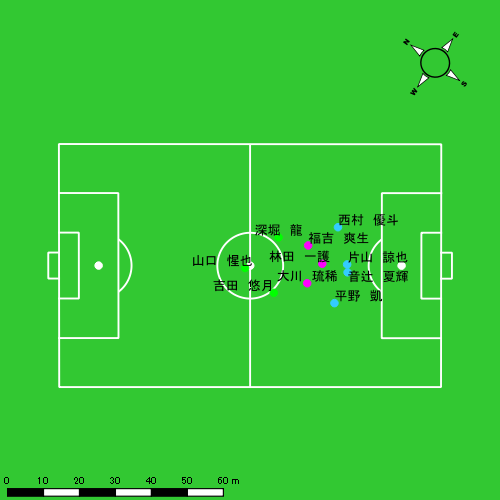 N
E
W
S
西村　優斗
深堀　龍
福吉　爽生
林田　一護
片山　諒也
山口　惺也
大川　琉稀
音辻　夏輝
吉田　悠月
平野　凱
0 10 20 30 40 50 60 m